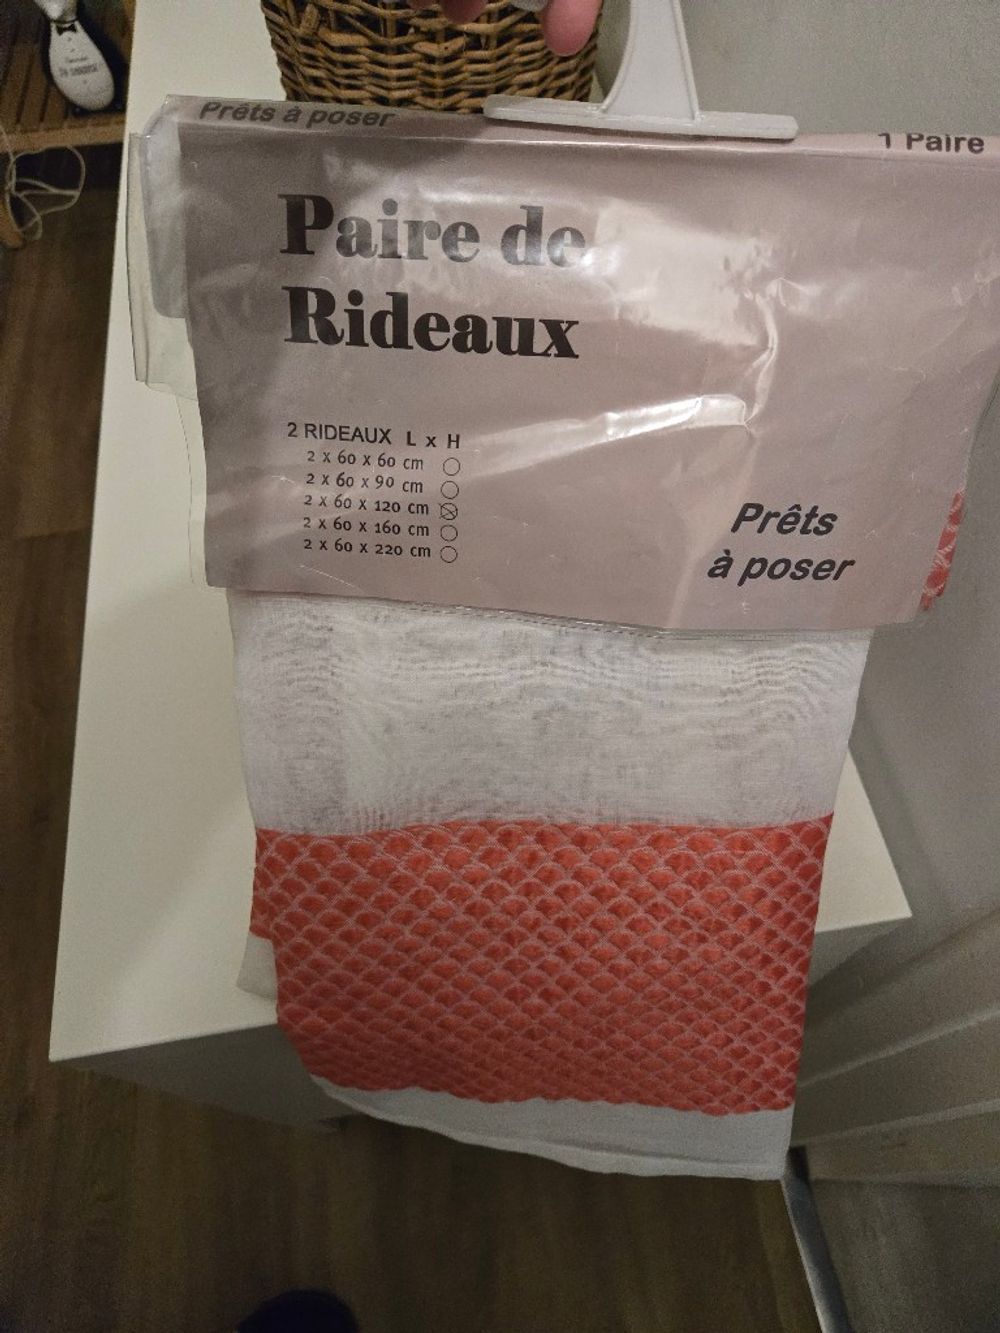 Prêts à poser
1 Paire
Paire de
Rideaux
2 RIDEAUX L x H
2 x 60 x 60 cm
2 x 60 x 90 cm
2 x 60 x 120 cm
2 x 60 x 160 cm
2 x 60 x 220 cm
Prêts
à poser